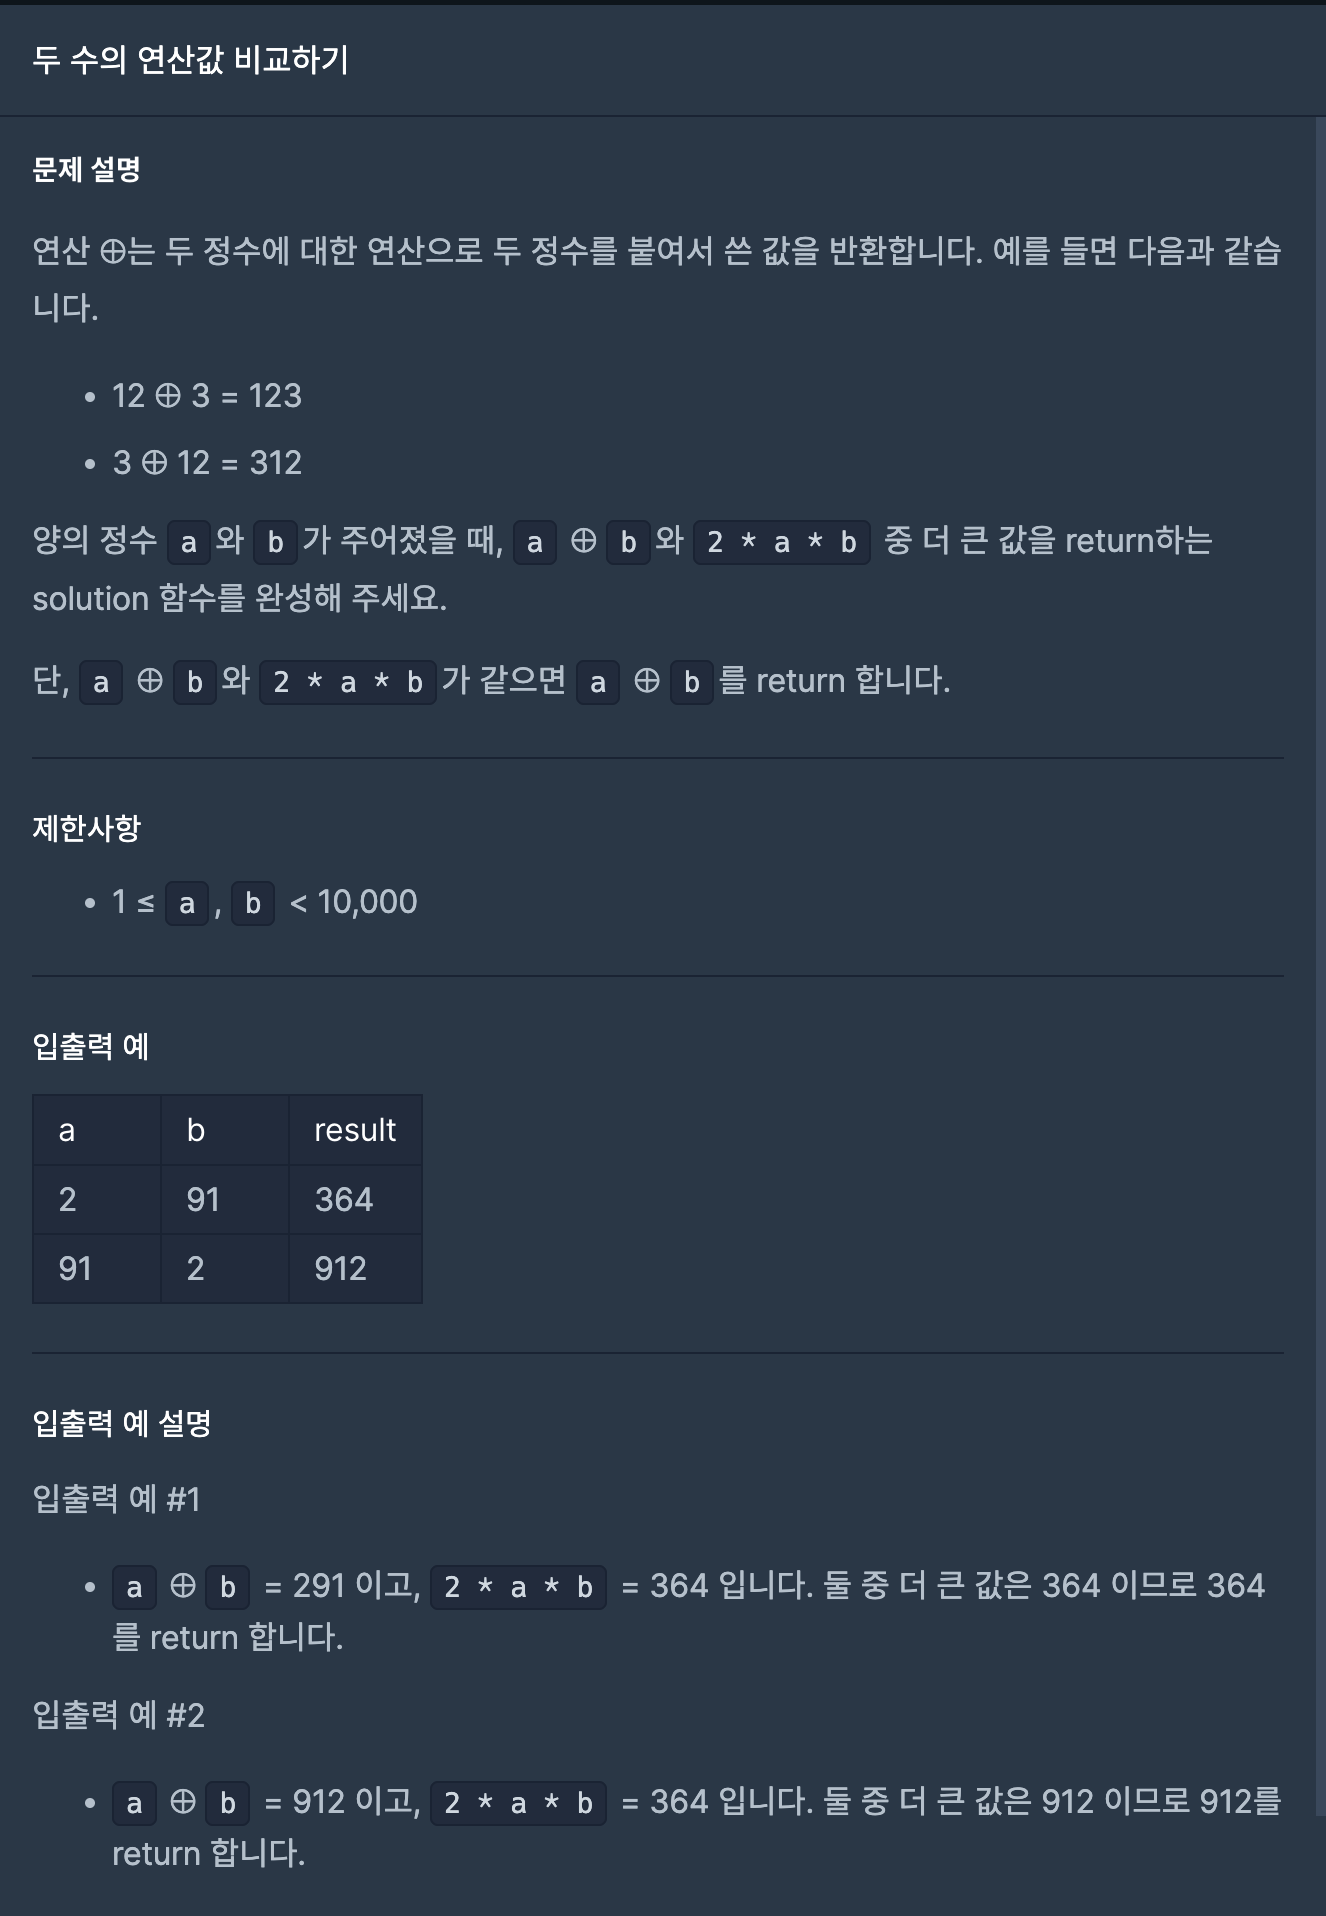 두 수의 연산값 비교하기
문제 설명
연산 ⊕는 두 정수에 대한 연산으로 두 정수를 붙여서 쓴 값을 반환합니다. 예를 들면 다음과 같습
니다.
• 12 ⊕ 3 = 123
• 3 ⊕ 12 = 312
양의 정수 a와 b가 주어졌을 때, a ⊕ b와 2 * a * b 중 더 큰 값을 return하는
solution 함수를 완성해 주세요.
단, a ⊕ b와 2 * a * b가 같으면 a ⊕ b를 return 합니다.
제한사항
• 1 ≤ a, b < 10,000
입출력 예
a b result
2 91 364
91 2 912
입출력 예 설명
입출력 예 #1
• a ⊕ b = 291 이고, 2 * a * b = 364 입니다. 둘 중 더 큰 값은 364 이므로 364
를 return 합니다.
입출력 예 #2
• a ⊕ b = 912 이고, 2 * a * b = 364 입니다. 둘 중 더 큰 값은 912 이므로 912를
return 합니다.